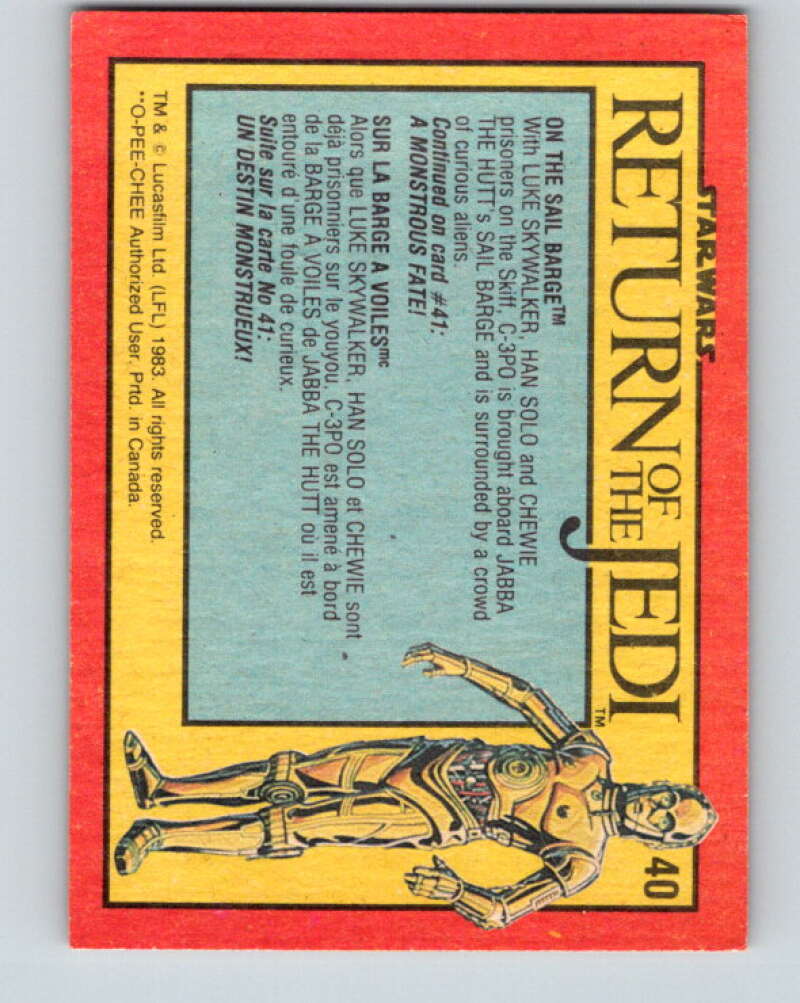 STAR WARS
RETURN OF THE JEDI™
40
ON THE SAIL BARGE™
With LUKE SKYWALKER, HAN SOLO and CHEWIE
prisoners on the Skiff, C-3PO is brought aboard JABBA
THE HUTT's SAIL BARGE and is surrounded by a crowd
of curious aliens.
Continued on card #41:
A MONSTROUS FATE!
SUR LA BARGE A VOILESmc
Alors que LUKE SKYWALKER, HAN SOLO et CHEWIE sont
déjà prisonniers sur le youyou, C-3PO est amené à bord
de la BARGE A VOILES de JABBA THE HUTT où il est
entouré d'une foule de curieux.
Suite sur la carte No 41:
UN DESTIN MONSTRUEUX!
TM & © Lucasfilm Ltd. (LFL) 1983. All rights reserved.
**O-PEE-CHEE Authorized User. Prtd. in Canada.